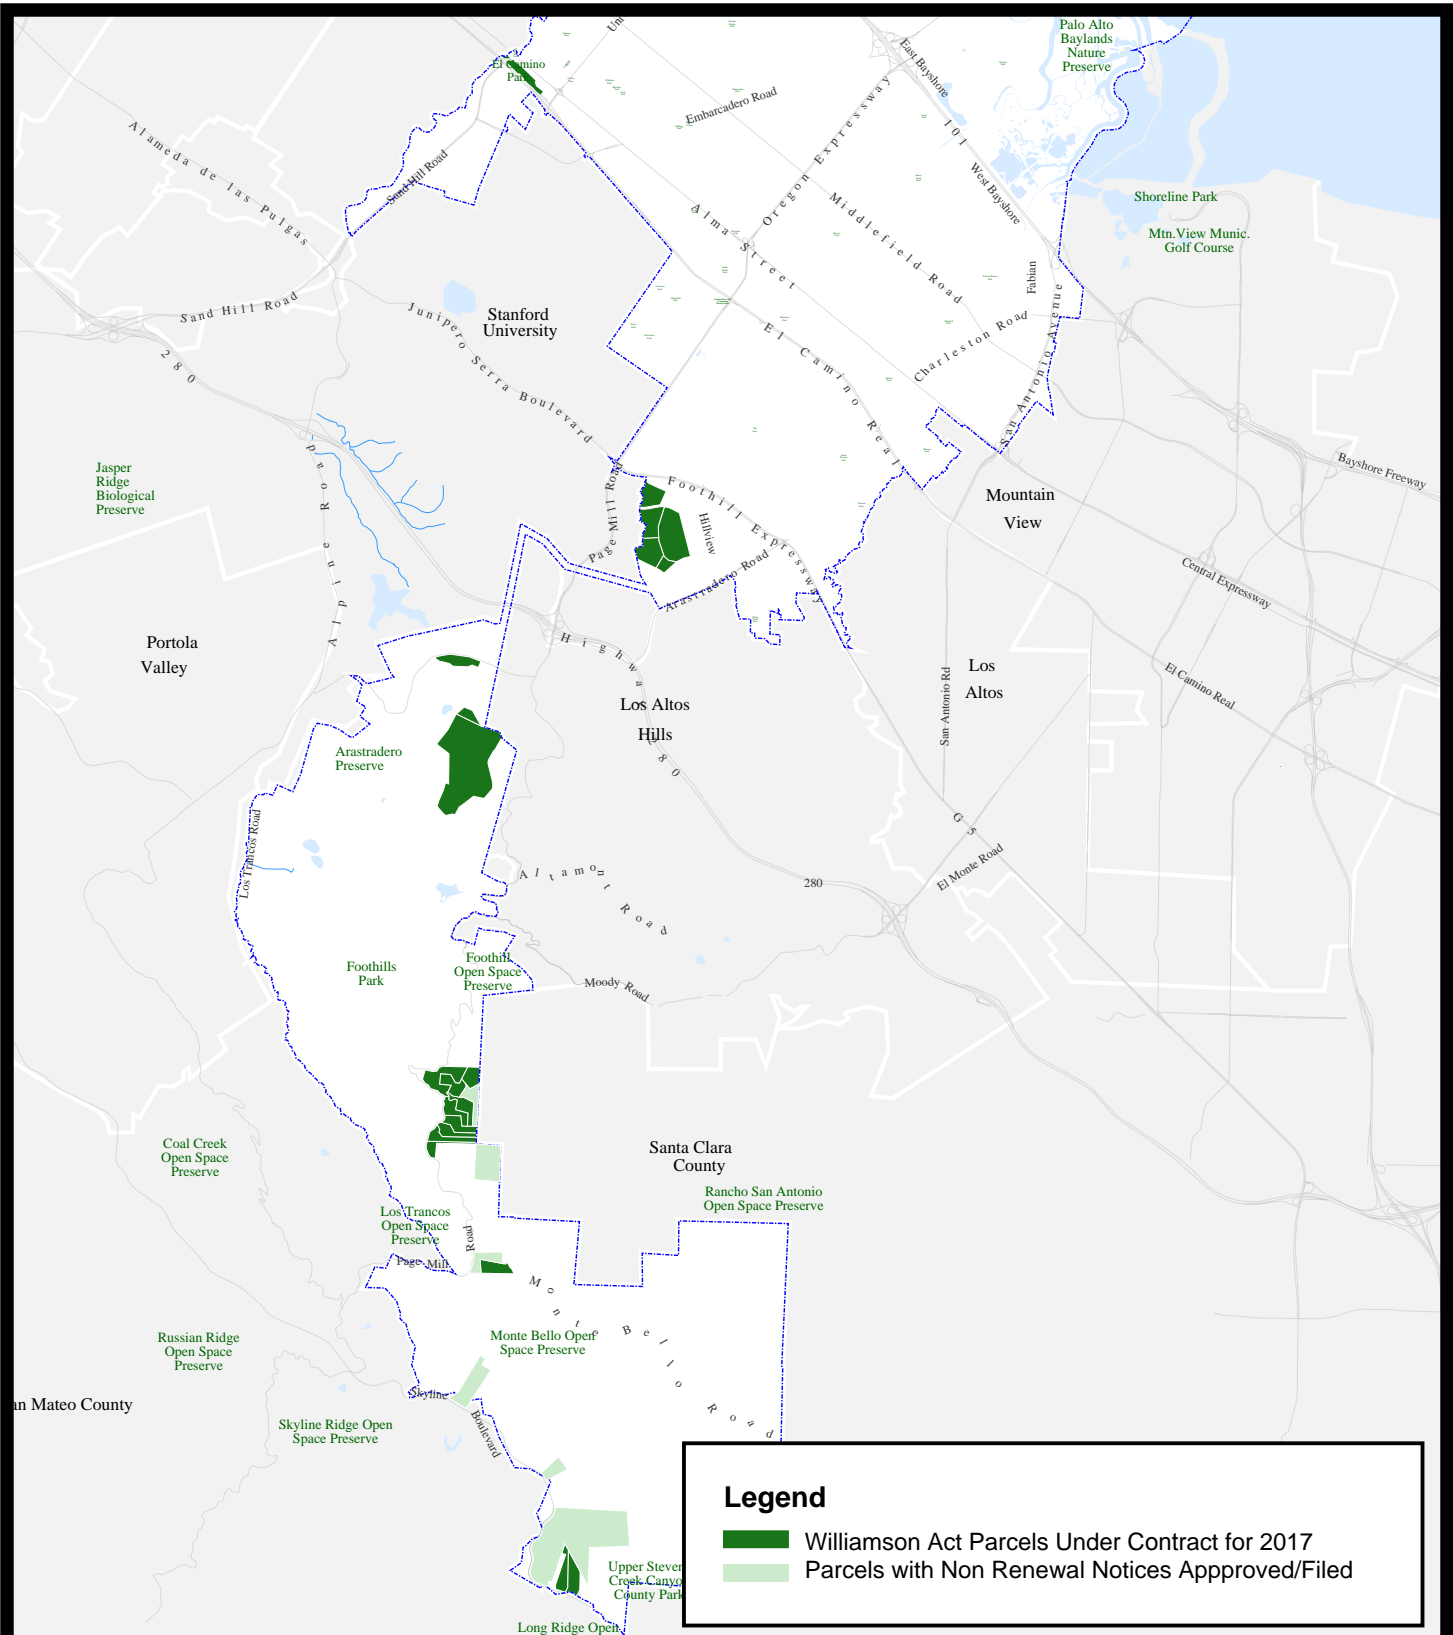 Palo Alto
Baylands
Nature
Preserve
El Camino
Park
East Bayshore
Embarcadero Road
Oregon Expressway
101
West Bayshore
Alameda de las Pulgas
Sand Hill Road
Shoreline Park
Mtn.View Munic.
Golf Course
Alma Street
Middlefield Road
Fabian
Sand Hill Road
Junipero Serra Boulevard
Stanford
University
El Camino Real
Charleston Road
San Antonio Avenue
280
Jasper
Ridge
Biological
Preserve
Alpine Road
Page Mill Road
Foothill Expressway
Hillview
Arastradero Road
Mountain
View
Bayshore Freeway
Central Expressway
Portola
Valley
Highway 280
Los Altos
Hills
Los
Altos
El Camino Real
San Antonio Rd
Arastradero
Preserve
Los Trancos Road
G5
El Monte Road
Altamont Road
280
Foothills
Park
Foothill
Open Space
Preserve
Moody Road
Coal Creek
Open Space
Preserve
Santa Clara
County
Rancho San Antonio
Open Space Preserve
Los Trancos
Open Space
Preserve
Page Mill
Road
Monte Bello Road
Russian Ridge
Open Space
Preserve
Monte Bello Open
Space Preserve
an Mateo County
Skyline
Boulevard
Skyline Ridge Open
Space Preserve
Legend
Williamson Act Parcels Under Contract for 2017
Parcels with Non Renewal Notices Appproved/Filed
Upper Steven
Creek Canyo
County Park
Long Ridge Open